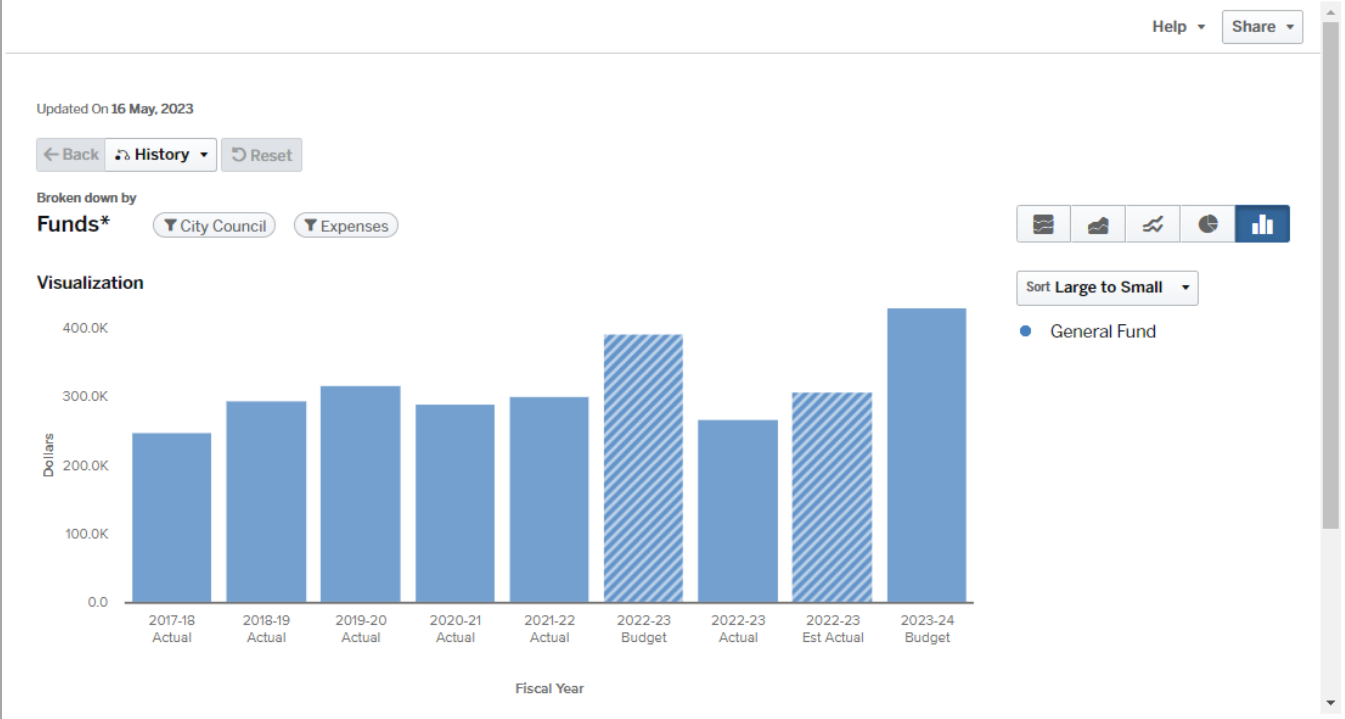 Help Share
Updated On 16 May, 2023
Back History Reset
Broken down by
Funds* City Council Expenses
Visualization
Sort Large to Small
General Fund
400.0K
300.0K
200.0K
100.0K
0.0
Dollars
2017-18 2018-19 2019-20 2020-21 2021-22 2022-23 2022-23 2022-23 2023-24
Actual Actual Actual Actual Actual Budget Actual Est Actual Budget
Fiscal Year